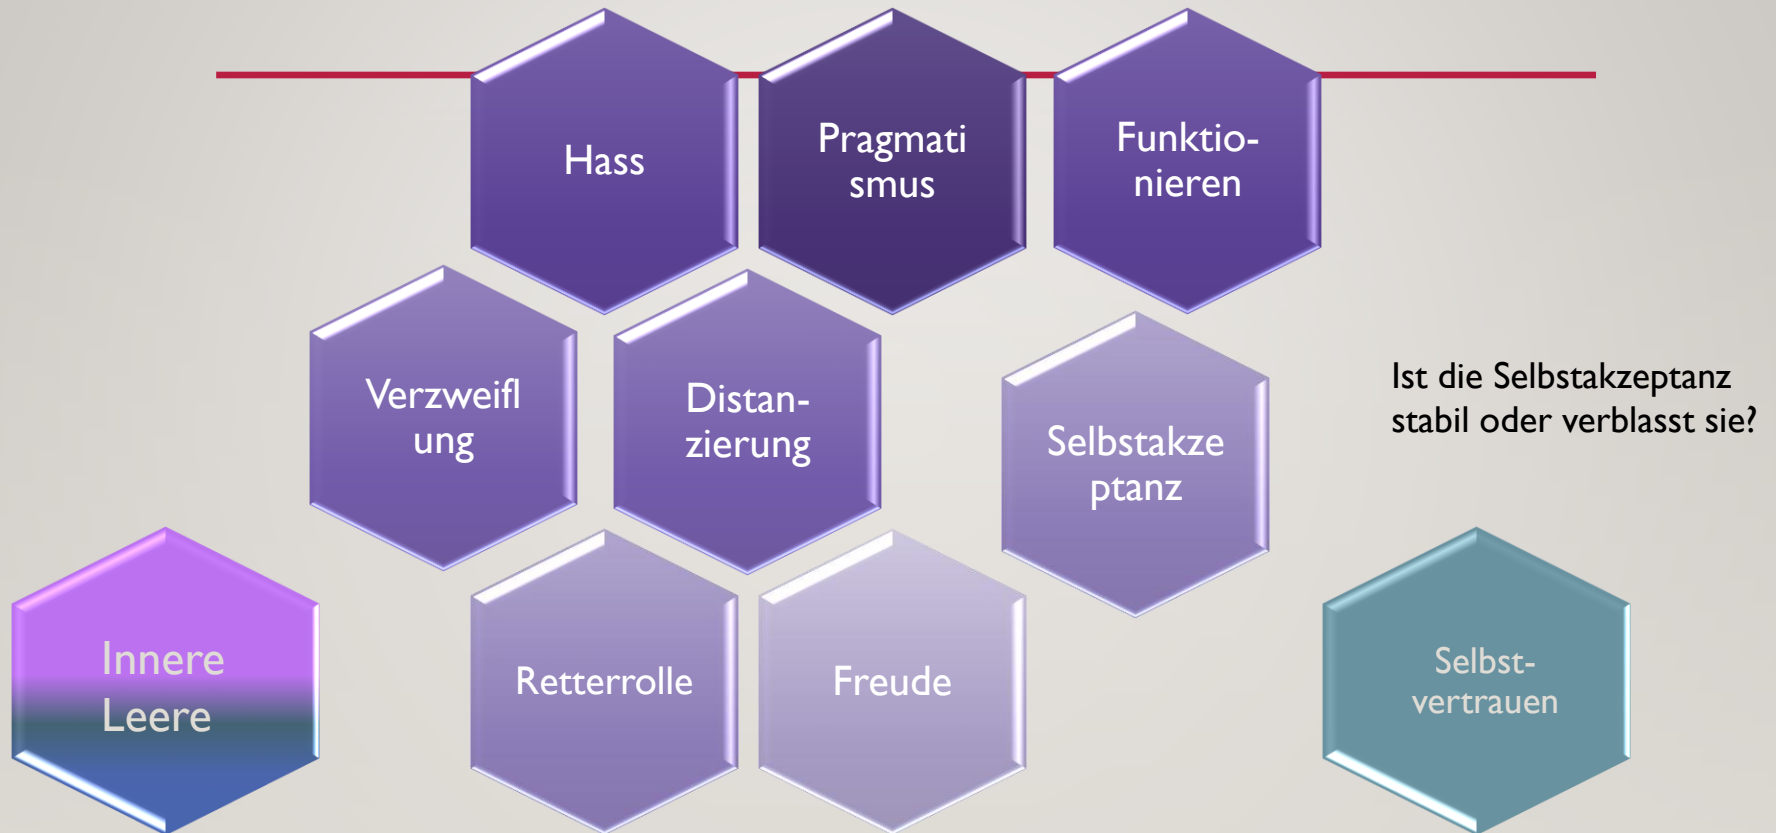 Hass
Pragmati
smus
Funktio-
nieren
Verzweifl
ung
Distan-
zierung
Selbstakze
ptanz
Ist die Selbstakzeptanz
stabil oder verblasst sie?
Innere
Leere
Retterrolle
Freude
Selbst-
vertrauen